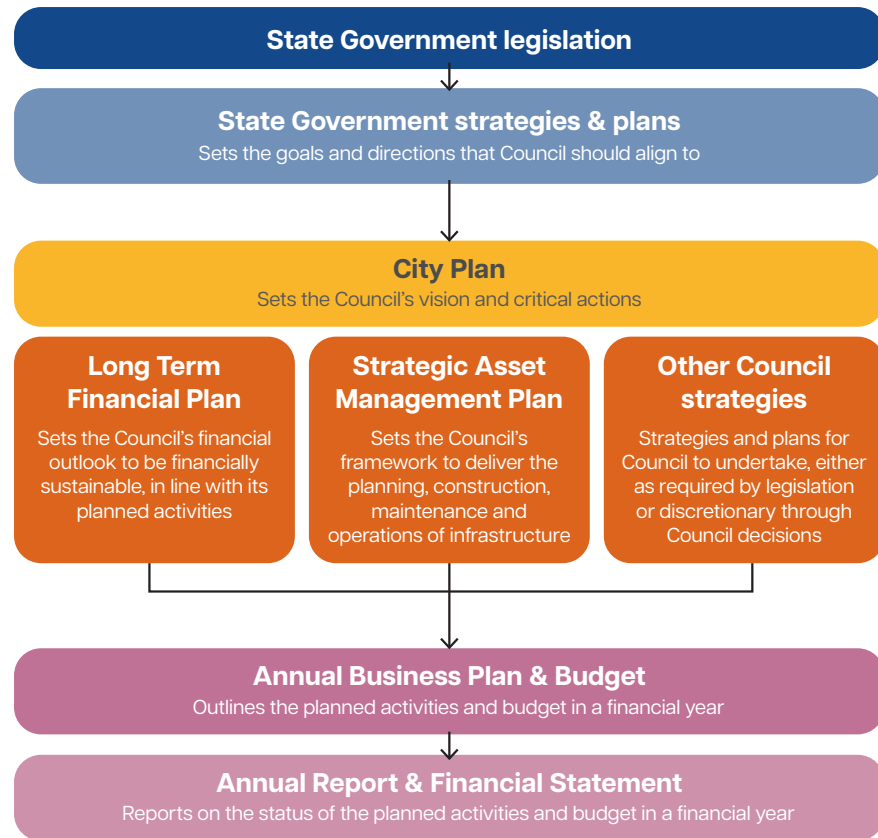 State Government legislation
State Government strategies & plans
Sets the goals and directions that Council should align to
City Plan
Sets the Council's vision and critical actions
Long Term
Financial Plan
Sets the Council's financial
outlook to be financially
sustainable, in line with its
planned activities
Strategic Asset
Management Plan
Sets the Council's
framework to deliver the
planning, construction,
maintenance and
operations of infrastructure
Other Council
strategies
Strategies and plans for
Council to undertake, either
as required by legislation
or discretionary through
Council decisions
Annual Business Plan & Budget
Outlines the planned activities and budget in a financial year
Annual Report & Financial Statement
Reports on the status of the planned activities and budget in a financial year